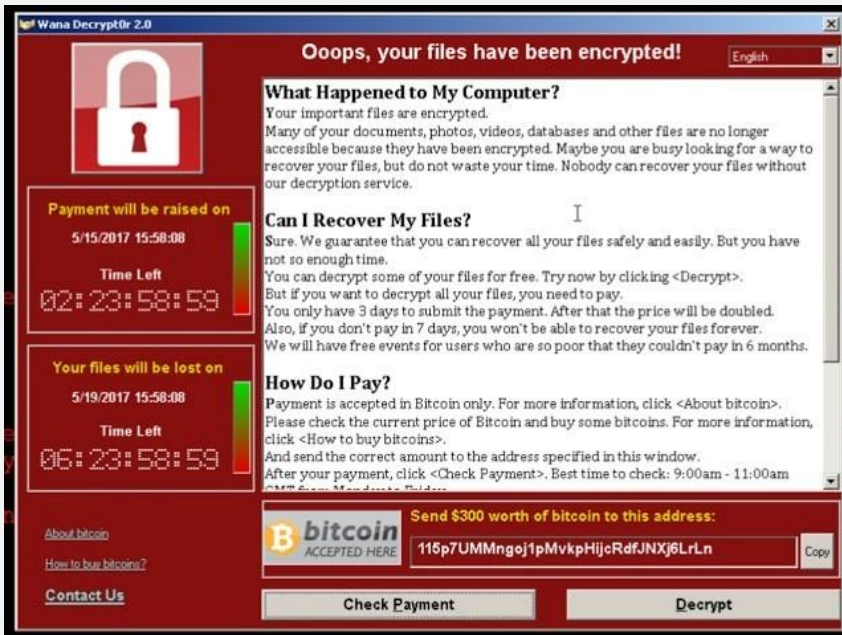 Wana Decrypt0r 2.0
Ooops, your files have been encrypted!
English
What Happened to My Computer?
Your important files are encrypted.
Many of your documents, photos, videos, databases and other files are no longer
accessible because they have been encrypted. Maybe you are busy looking for a way to
recover your files, but do not waste your time. Nobody can recover your files without
our decryption service.
Can I Recover My Files?
Sure. We guarantee that you can recover all your files safely and easily. But you have
not so enough time.
You can decrypt some of your files for free. Try now by clicking <Decrypt>.
But if you want to decrypt all your files, you need to pay.
You only have 3 days to submit the payment. After that the price will be doubled.
Also, if you don't pay in 7 days, you won't be able to recover your files forever.
We will have free events for users who are so poor that they couldn't pay in 6 months.
How Do I Pay?
Payment is accepted in Bitcoin only. For more information, click <About bitcoin>.
Please check the current price of Bitcoin and buy some bitcoins. For more information,
click <How to buy bitcoins>.
And send the correct amount to the address specified in this window.
After your payment, click <Check Payment>. Best time to check: 9:00am - 11:00am
GMT from Monday to Friday.
Payment will be raised on
5/15/2017 15:58:08
Time Left
02:23:58:59
Your files will be lost on
5/19/2017 15:58:08
Time Left
06:23:58:59
About bitcoin
How to buy bitcoins?
Contact Us
bitcoin
ACCEPTED HERE
Send $300 worth of bitcoin to this address:
115p7UMMngoj1pMvkpHijcRdfJNXj6LrLn
Copy
Check Payment
Decrypt